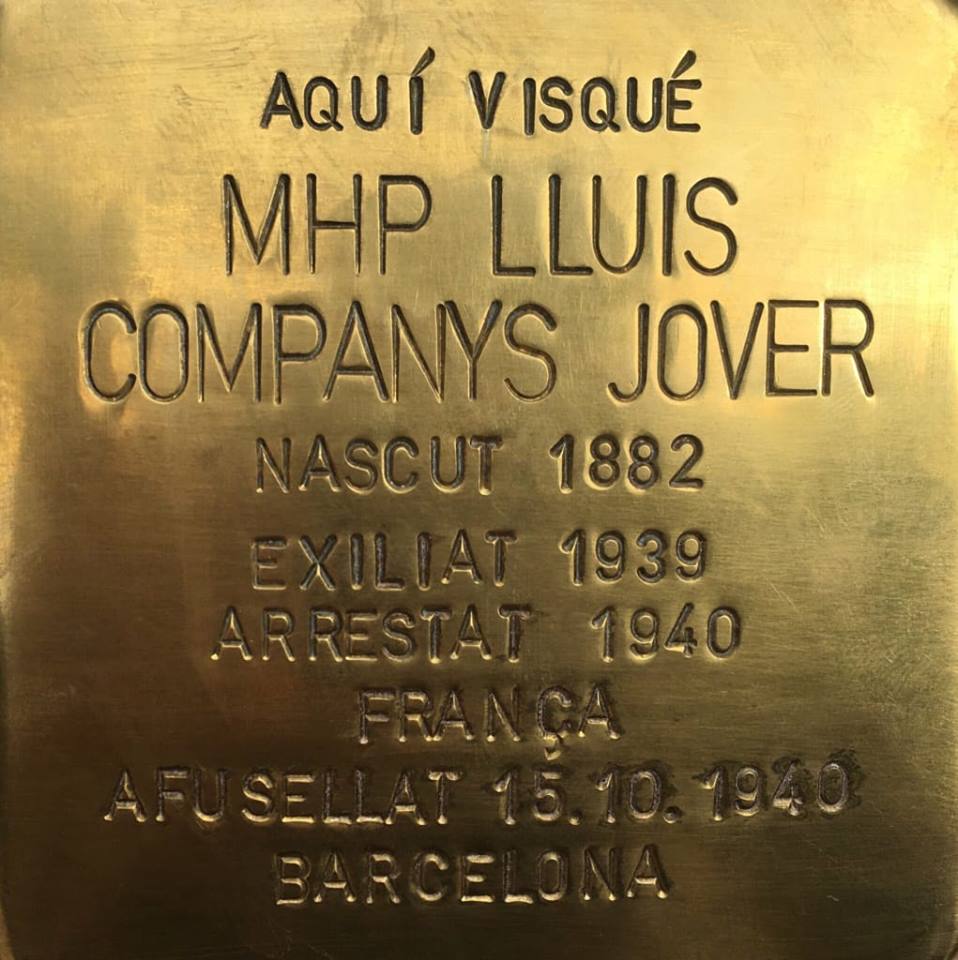 AQUÍ VISQUÉ
MHP LLUIS
COMPANYS JOVER
NASCUT 1882
EXILIAT 1939
ARRESTAT 1940
FRANÇA
AFUSELLAT 15.10.1940
BARCELONA